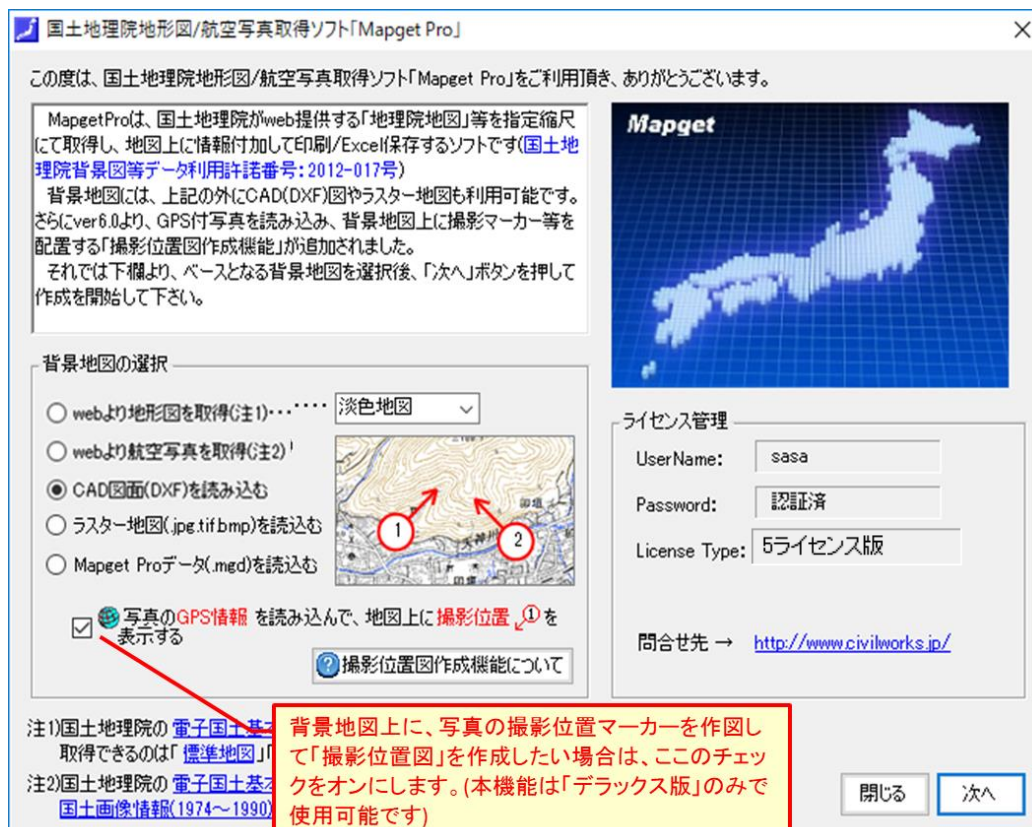 国土地理院地形図/航空写真取得ソフト「Mapget Pro」
この度は、国土地理院地形図/航空写真取得ソフト「Mapget Pro」をご利用頂き、ありがとうございます。
MapgetProは、国土地理院がweb提供する「地理院地図」等を指定縮尺
にて取得し、地図上に情報付加して印刷/Excel保存するソフトです(国土地
理院背景図等データ利用許諾番号:2012-017号)
背景地図には、上記の外にCAD(DXF)図やラスター地図も利用可能です。
さらにver6.0より、GPS付写真を読み込み、背景地図上に撮影マーカー等を
配置する「撮影位置図作成機能」が追加されました。
それでは下欄より、ベースとなる背景地図を選択後、「次へ」ボタンを押して
作成を開始して下さい。
Mapget
背景地図の選択
webより地形図を取得(注1)・・・・・・ 淡色地図
webより航空写真を取得(注2)
CAD図面(DXF)を読み込む
ラスター地図(.jpg.tif.bmp)を読込む
Mapget Proデータ(.mgd)を読込む
1
2
天神川
写真のGPS情報 を読み込んで、地図上に撮影位置 ①を
表示する
撮影位置図作成機能について
ライセンス管理
UserName: sasa
Password: 認証済
License Type: 5ライセンス版
問合せ先 → http://www.civilworks.jp/
注1)国土地理院の 電子国土基本
取得できるのは「標準地図」「
注2)国土地理院の 電子国土基本
国土画像情報(1974～1990)
背景地図上に、写真の撮影位置マーカーを作図し
て「撮影位置図」を作成したい場合は、ここのチェッ
クをオンにします。(本機能は「デラックス版」のみで
使用可能です)
閉じる
次へ